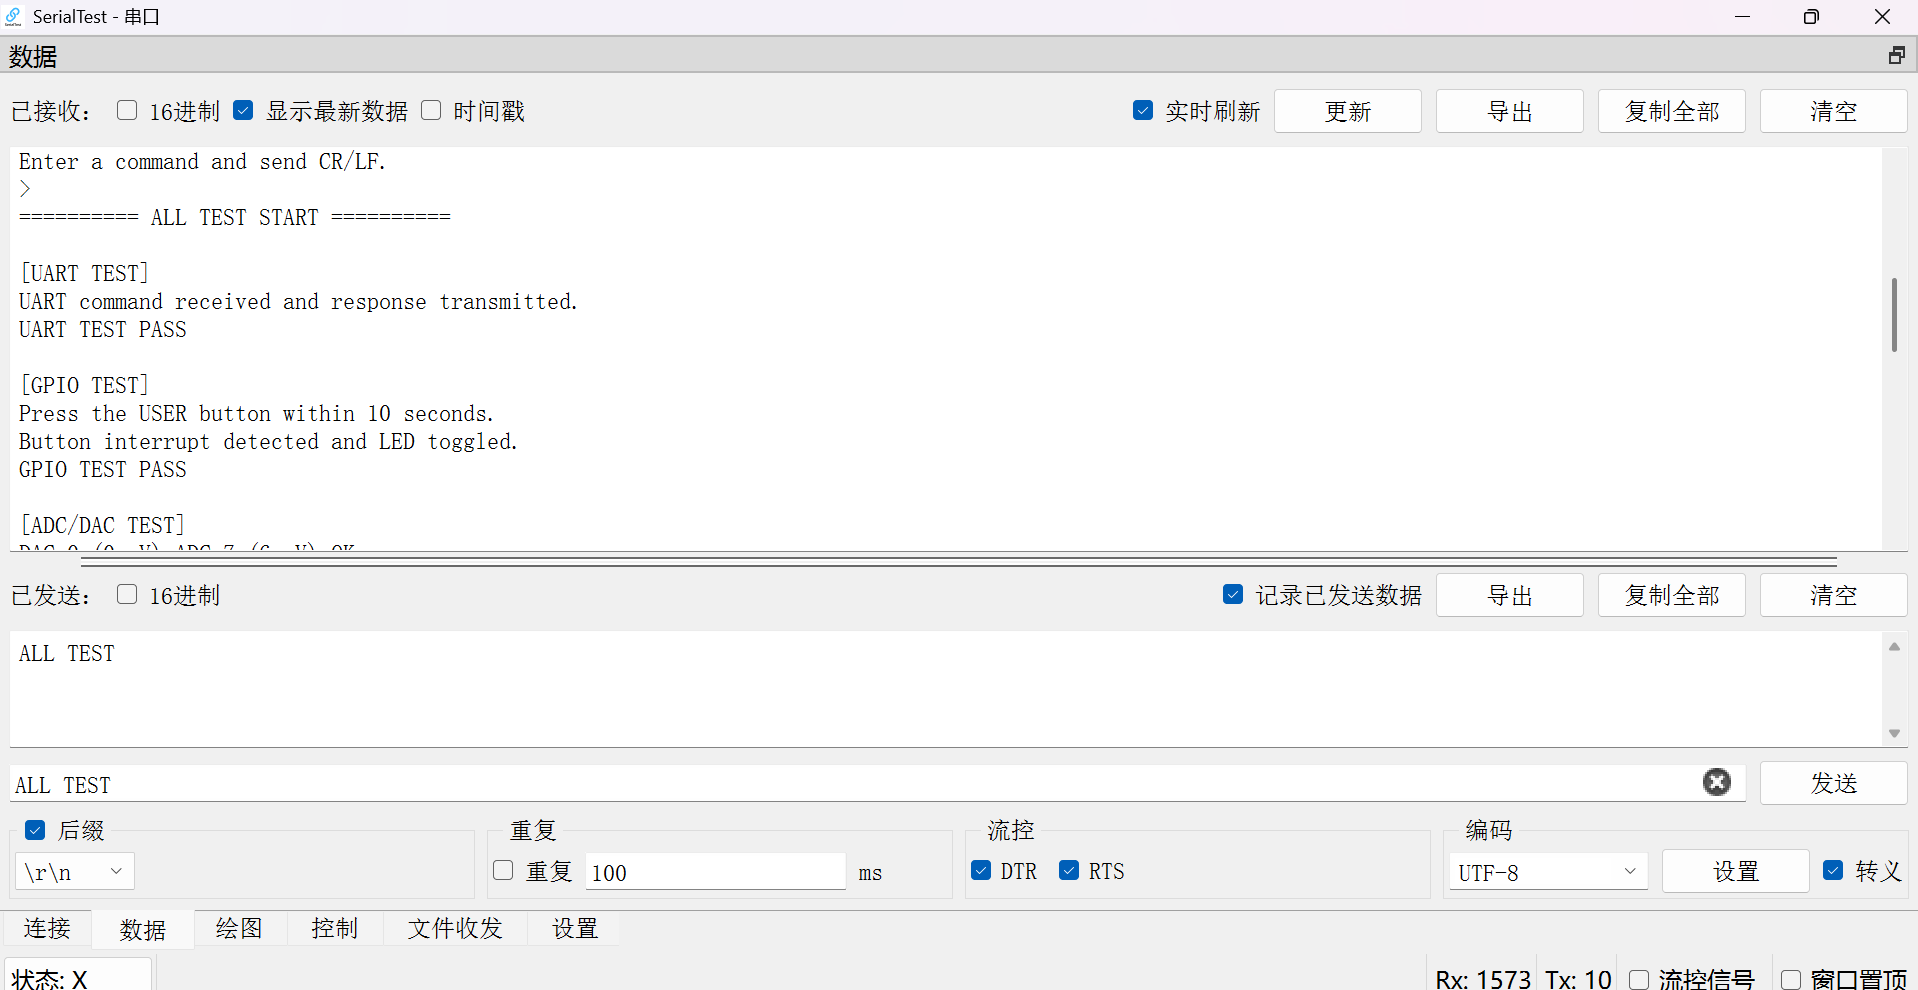 SerialTest - 串口
数据
已接收： 16进制 显示最新数据 时间戳 实时刷新 更新 导出 复制全部 清空
Enter a command and send CR/LF.
>
========== ALL TEST START ==========
[UART TEST]
UART command received and response transmitted.
UART TEST PASS
[GPIO TEST]
Press the USER button within 10 seconds.
Button interrupt detected and LED toggled.
GPIO TEST PASS
[ADC/DAC TEST]
已发送： 16进制 记录已发送数据 导出 复制全部 清空
ALL TEST
ALL TEST 发送
后缀 重复 流控 编码
\r\n 重复 100 ms DTR RTS UTF-8 设置 转义
连接 数据 绘图 控制 文件收发 设置
状态: X Rx: 1573 Tx: 10 流控信号 窗口置顶